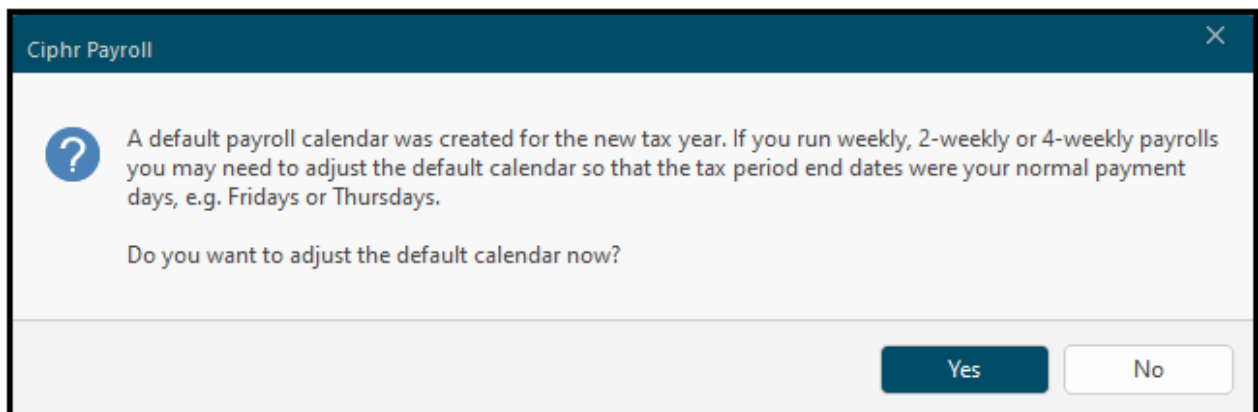 Ciphr Payroll
A default payroll calendar was created for the new tax year. If you run weekly, 2-weekly or 4-weekly payrolls
you may need to adjust the default calendar so that the tax period end dates were your normal payment
days, e.g. Fridays or Thursdays.
Do you want to adjust the default calendar now?
Yes
No